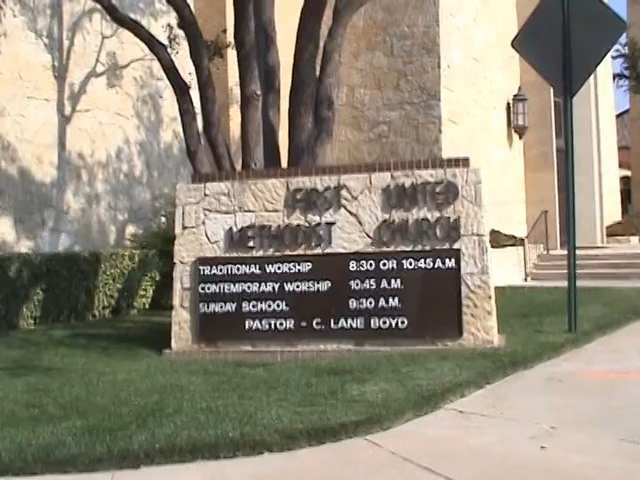 FIRST UNITED
METHODIST CHURCH
TRADITIONAL WORSHIP 8:30 OR 10:45 A.M.
CONTEMPORARY WORSHIP 10:45 A.M.
SUNDAY SCHOOL 9:30 A.M.
PASTOR - C. LANE BOYD